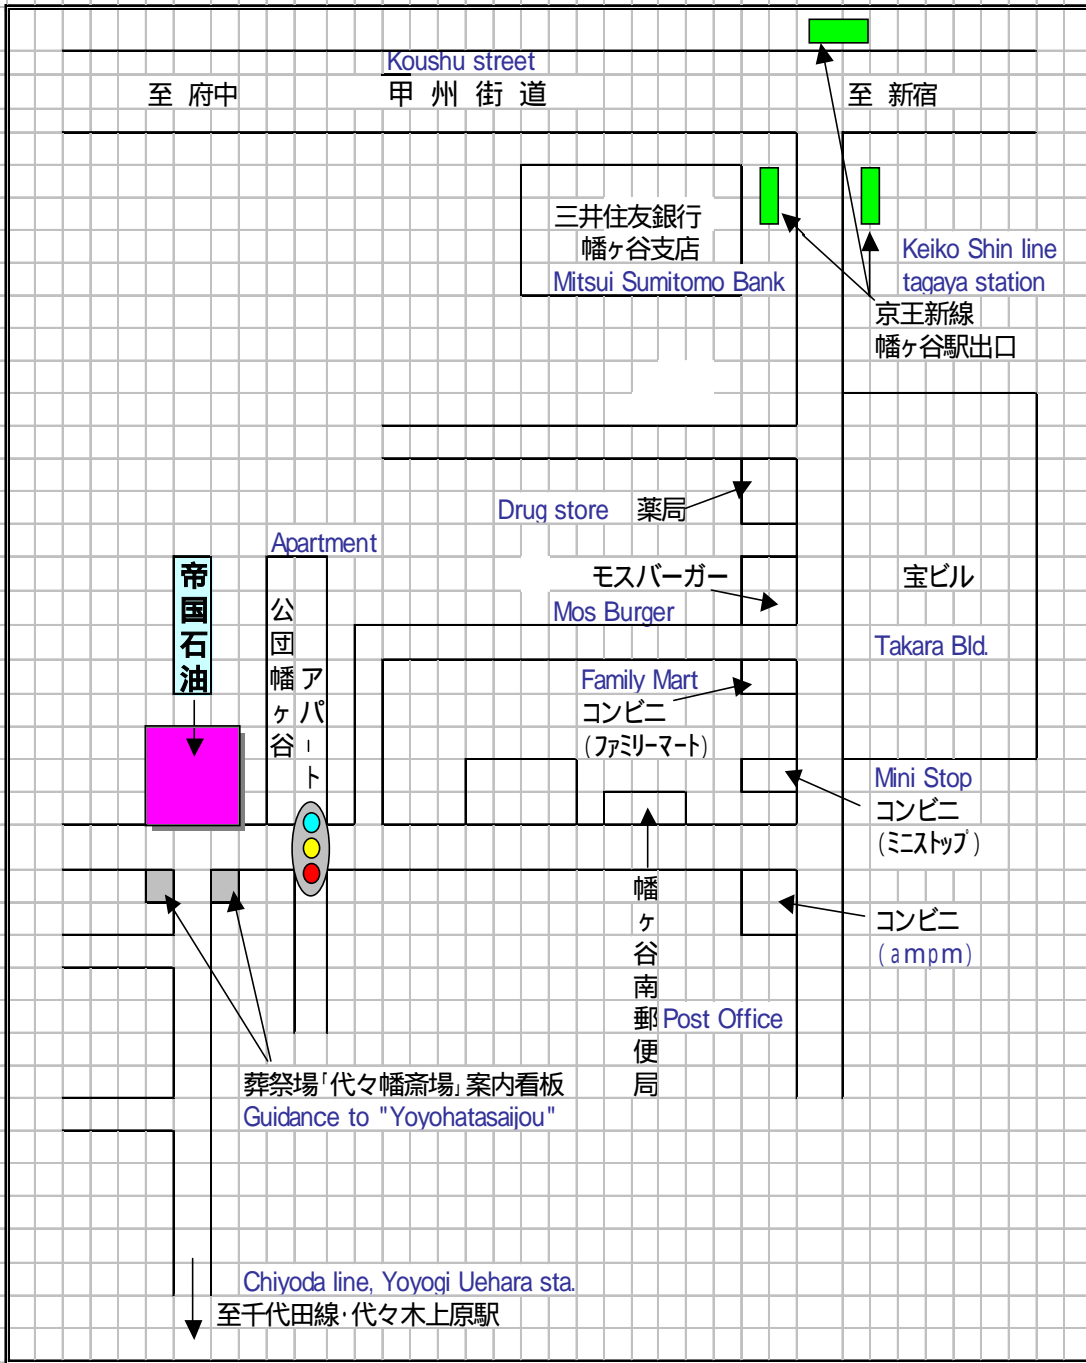 Koushu street
至 府中
甲 州 街 道
至 新宿
三井住友銀行
幡ヶ谷支店
Mitsui Sumitomo Bank
Keiko Shin line
tagaya station
京王新線
幡ヶ谷駅出口
Drug store 薬局
Apartment
モスバーガー
Mos Burger
宝ビル
Takara Bld.
帝国石油
公団幡ヶ谷
アパート
Family Mart
コンビニ
(ファミリーマート)
Mini Stop
コンビニ
(ミニストップ)
コンビニ
(ampm)
幡ヶ谷南郵便局
Post Office
葬祭場「代々幡斎場」案内看板
Guidance to "Yoyohatasaijou"
Chiyoda line, Yoyogi Uehara sta.
至千代田線・代々木上原駅